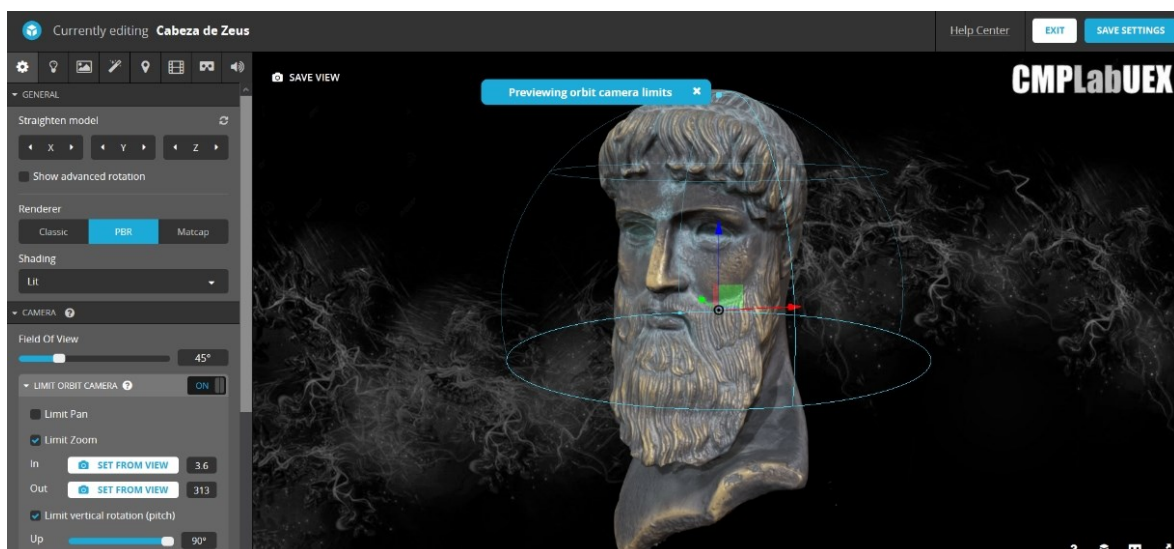 Currently editing Cabeza de Zeus
Help Center
EXIT
SAVE SETTINGS
GENERAL
Straighten model
X Y Z
Show advanced rotation
Renderer
Classic PBR Matcap
Shading
Lit
CAMERA ?
Field Of View
45°
LIMIT ORBIT CAMERA ? ON
Limit Pan
Limit Zoom
In SET FROM VIEW 3.6
Out SET FROM VIEW 313
Limit vertical rotation (pitch)
Up 90°
SAVE VIEW
Previewing orbit camera limits ×
CMPLabUEX